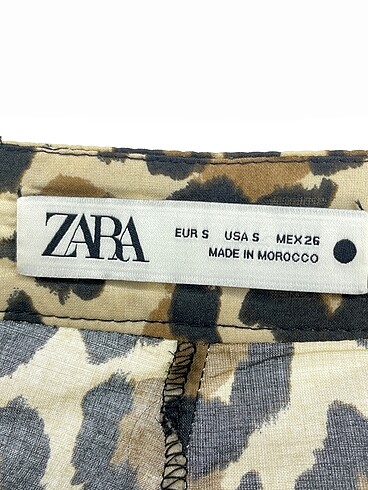 ZARA
EUR S USA S MEX 26
MADE IN MOROCCO